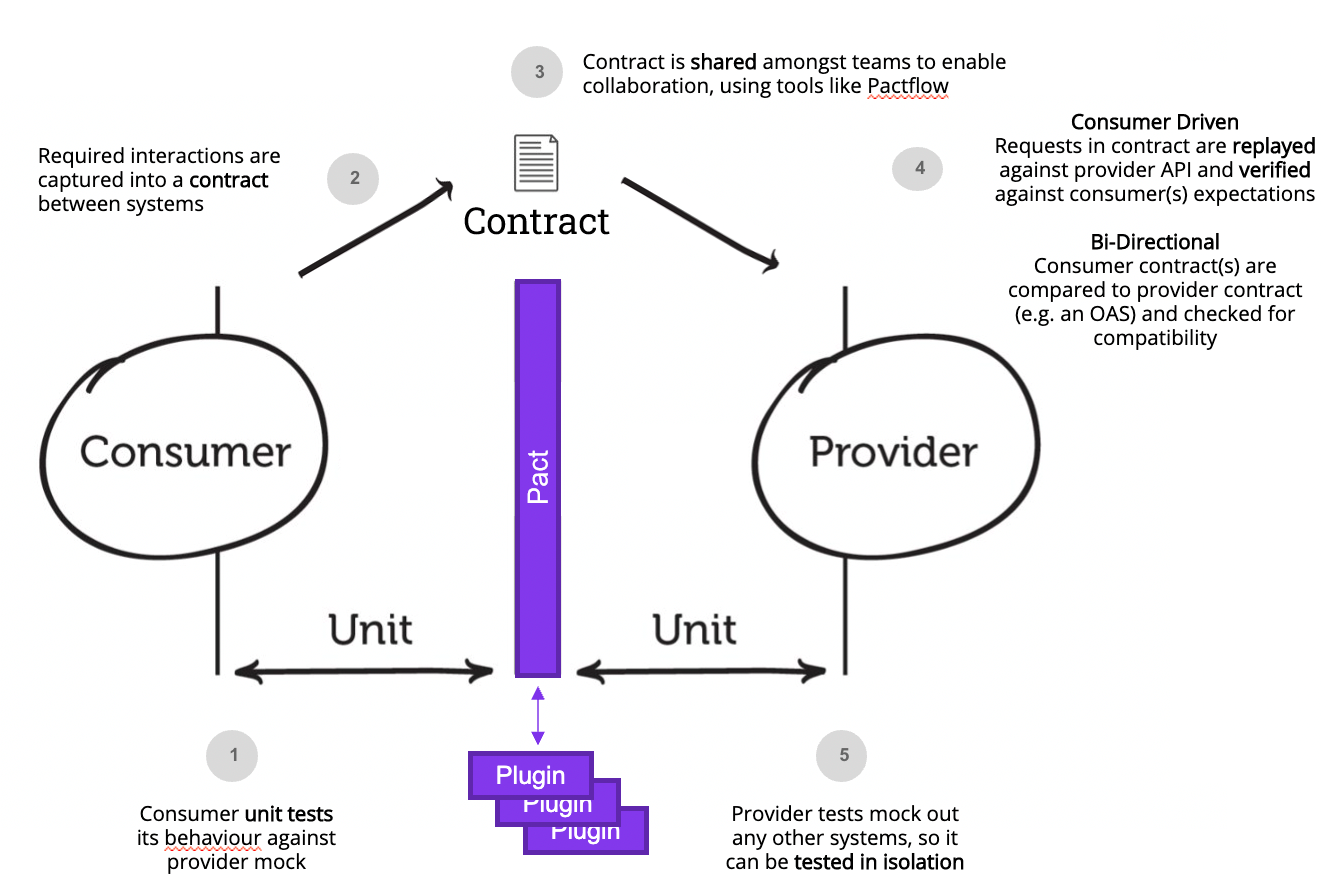 3
Contract is shared amongst teams to enable
collaboration, using tools like Pactflow
Required interactions are
captured into a contract
between systems
2
Contract
4
Consumer Driven
Requests in contract are replayed
against provider API and verified
against consumer(s) expectations
Bi-Directional
Consumer contract(s) are
compared to provider contract
(e.g. an OAS) and checked for
compatibility
Consumer
Pact
Provider
Unit
Unit
1
Consumer unit tests
its behaviour against
provider mock
Plugin
Plugin
Plugin
5
Provider tests mock out
any other systems, so it
can be tested in isolation